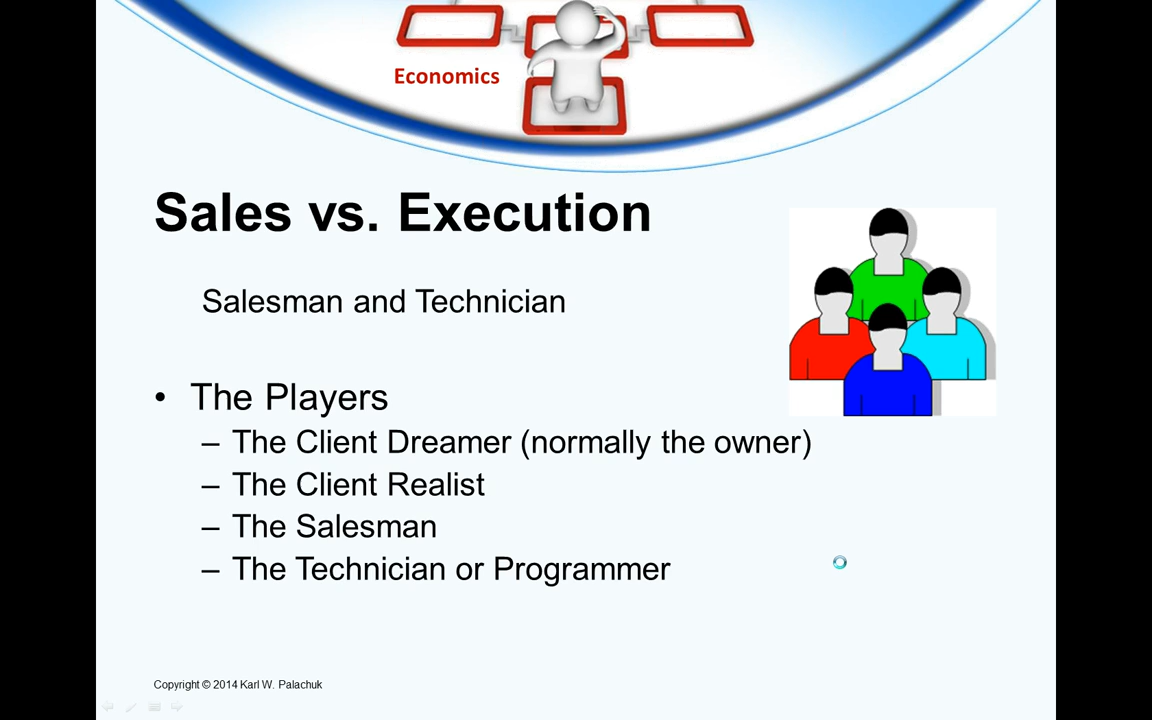 Economics
Sales vs. Execution
Salesman and Technician
• The Players
– The Client Dreamer (normally the owner)
– The Client Realist
– The Salesman
– The Technician or Programmer
Copyright © 2014 Karl W. Palachuk